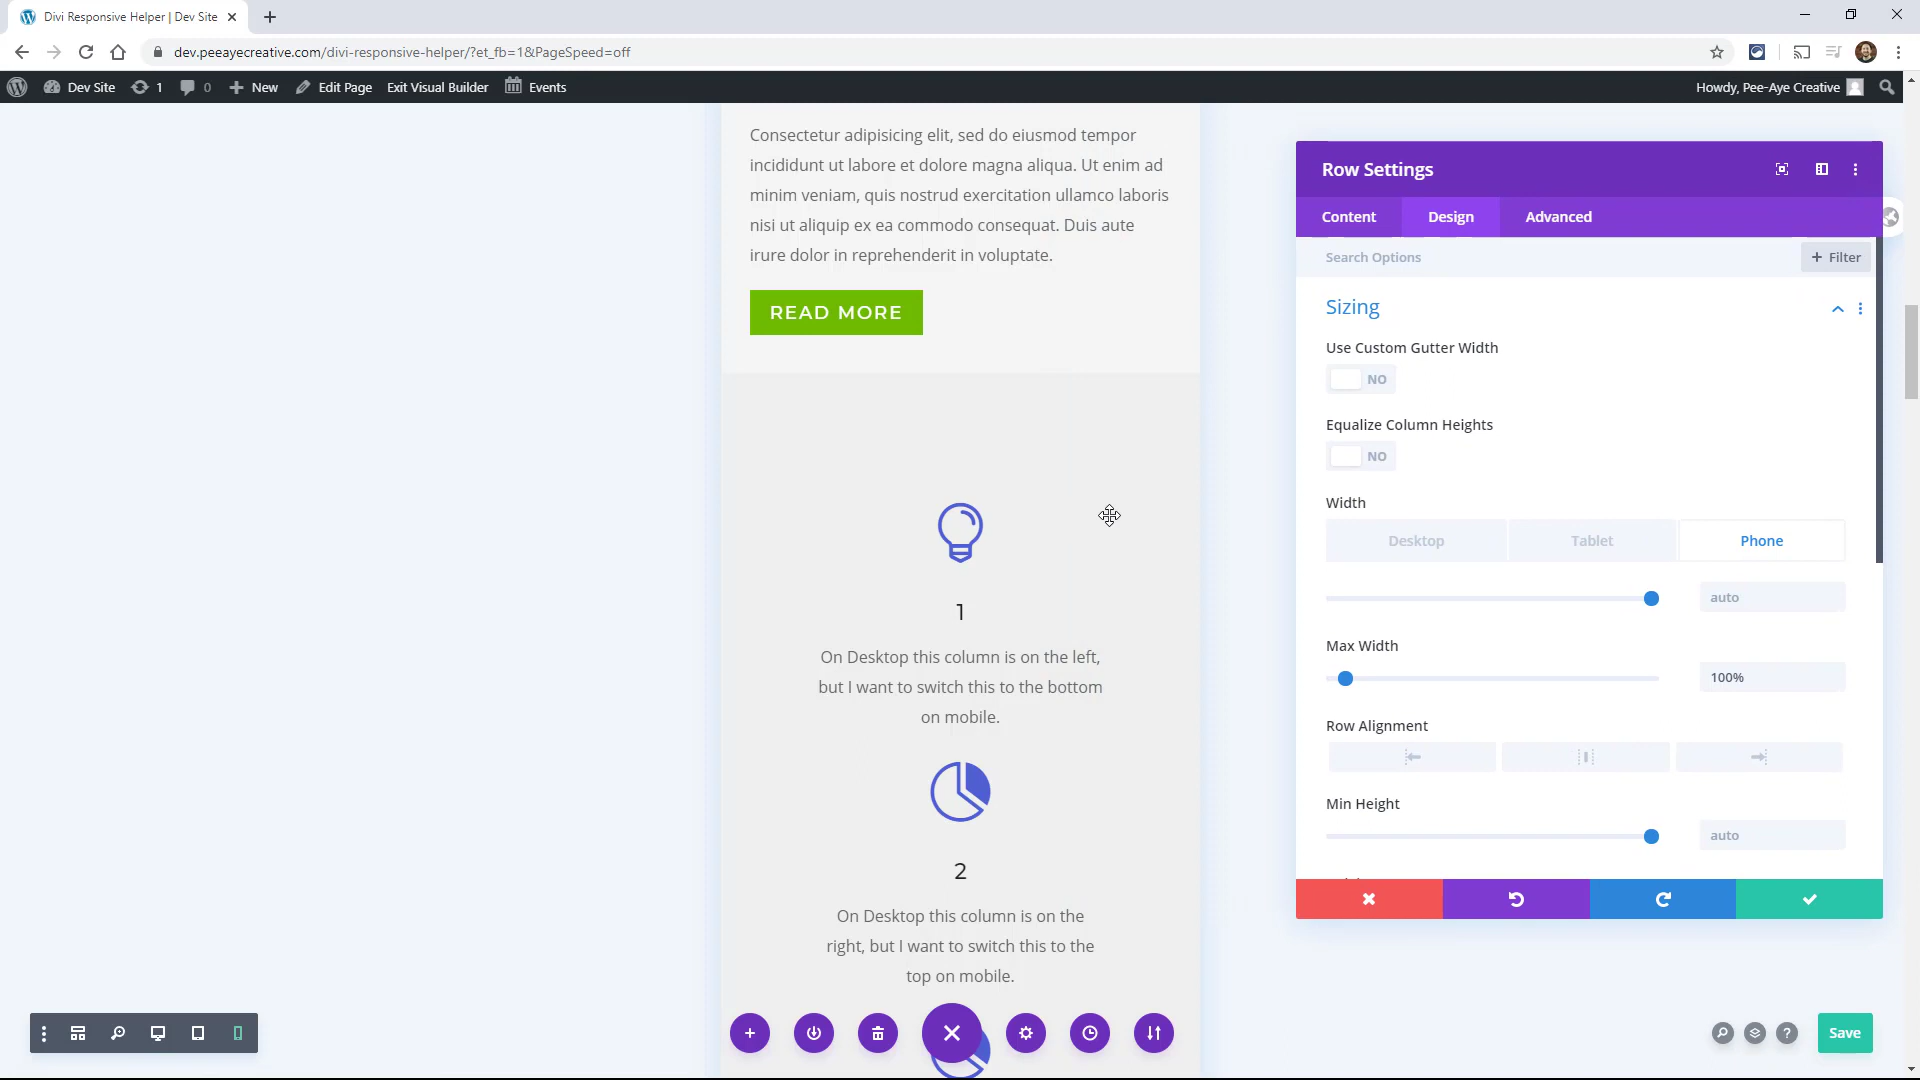 Divi Responsive Helper | Dev Site
dev.peeayecreative.com/divi-responsive-helper/?et_fb=1&PageSpeed=off
Dev Site
1
0
New
Edit Page
Exit Visual Builder
Events
Howdy, Pee-Aye Creative
Consectetur adipisicing elit, sed do eiusmod tempor
incididunt ut labore et dolore magna aliqua. Ut enim ad
minim veniam, quis nostrud exercitation ullamco laboris
nisi ut aliquip ex ea commodo consequat. Duis aute
irure dolor in reprehenderit in voluptate.
READ MORE
1
On Desktop this column is on the left,
but I want to switch this to the bottom
on mobile.
2
On Desktop this column is on the
right, but I want to switch this to the
top on mobile.
Row Settings
Content
Design
Advanced
Search Options
+ Filter
Sizing
Use Custom Gutter Width
NO
Equalize Column Heights
NO
Width
Desktop
Tablet
Phone
auto
Max Width
100%
Row Alignment
Min Height
auto
Save